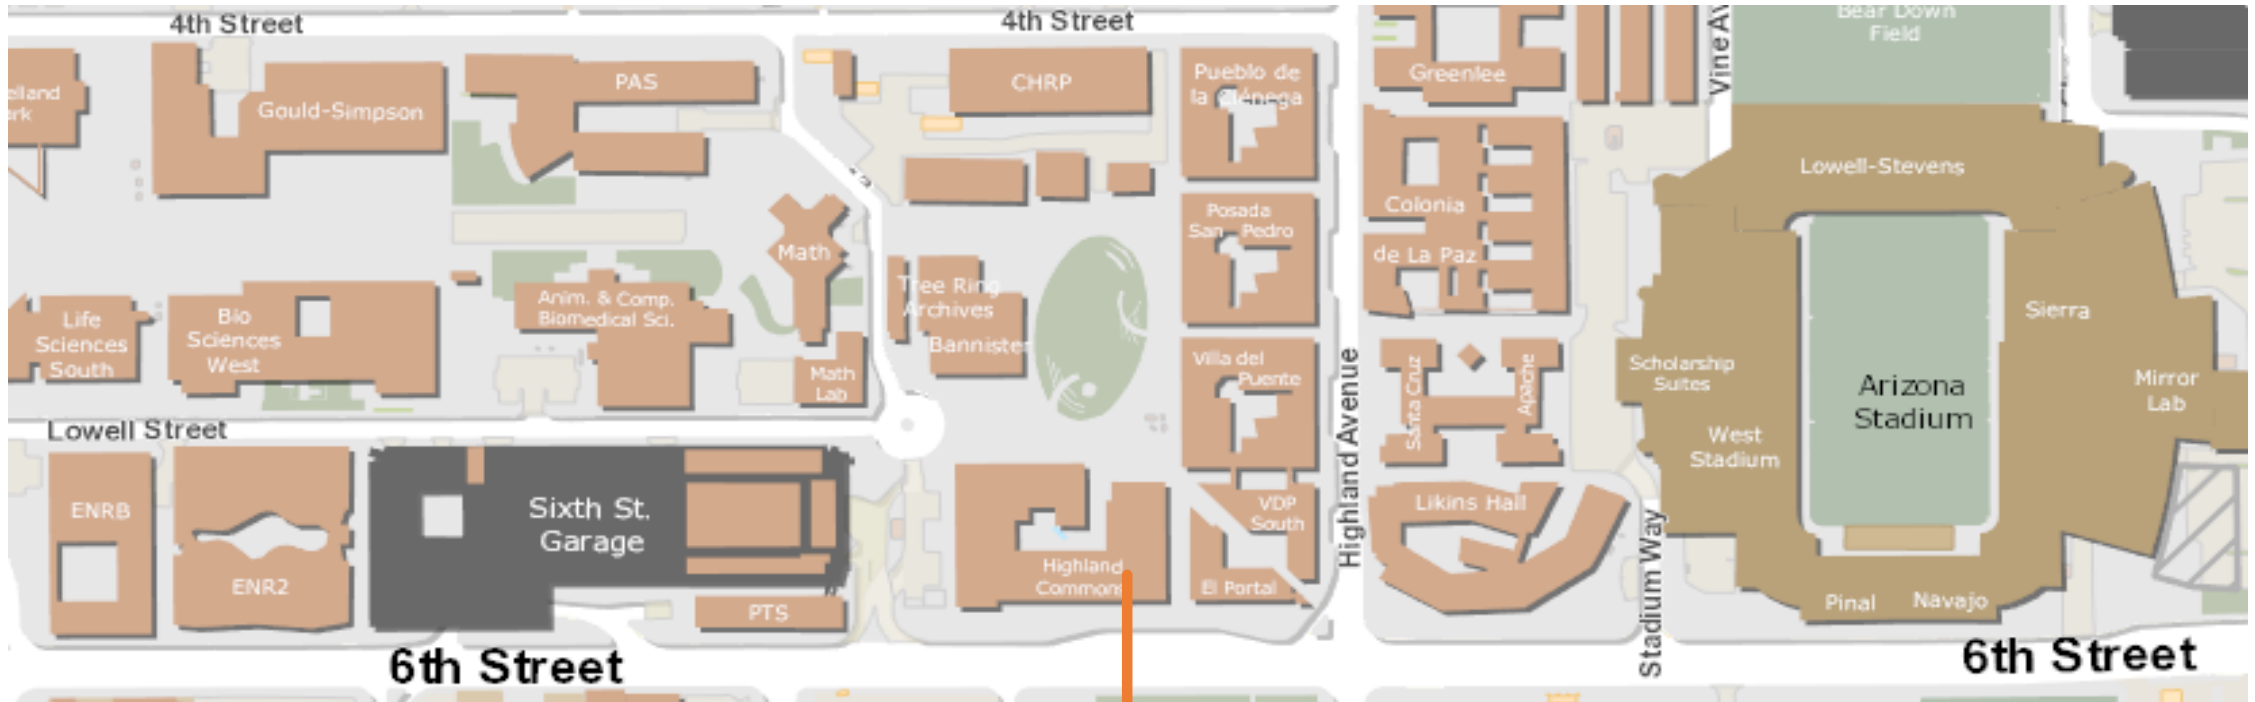 4th Street
4th Street
Bear Down
Field
Vine Av
elland
ark
Gould-Simpson
PAS
CHRP
Pueblo de
la Ciénega
Greenlee
Lowell-Stevens
Math
Posada
San Pedro
Colonia
de La Paz
Tree Ring
Archives
Bannister
Anim. & Comp.
Biomedical Sci.
Life
Sciences
South
Bio
Sciences
West
Math
Lab
Villa del
Puente
Highland Avenue
Santa Cruz
Apache
Scholarship
Suites
Sierra
Arizona
Stadium
Mirror
Lab
West
Stadium
Lowell Street
ENRB
ENR2
Sixth St.
Garage
PTS
Highland
Commons
VDP
South
El Portal
Likins Hall
Stadium Way
Pinal
Navajo
6th Street
6th Street